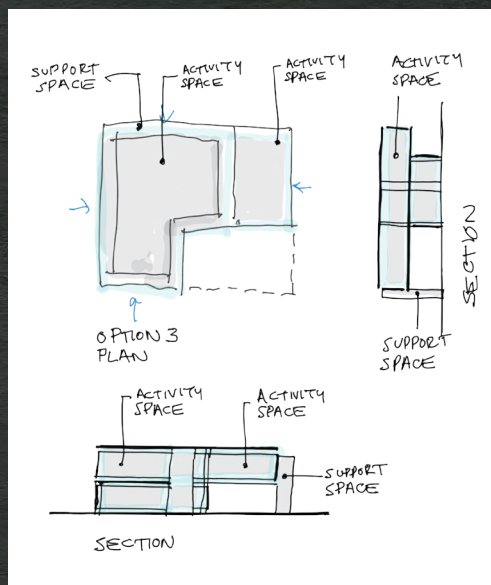 SUPPORT
SPACE
ACTIVITY
SPACE
ACTIVITY
SPACE
ACTIVITY
SPACE
SECTION
SUPPORT
SPACE
OPTION 3
PLAN
ACTIVITY
SPACE
ACTIVITY
SPACE
SUPPORT
SPACE
SECTION